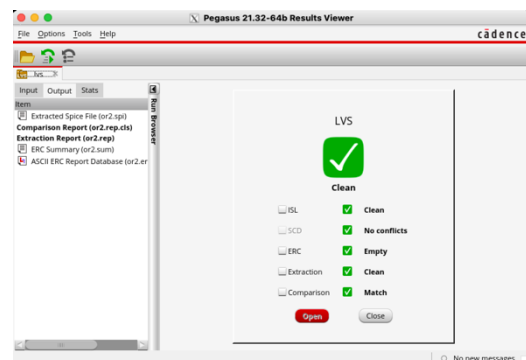 Pegasus 21.32-64b Results Viewer
File Options Tools Help
cādence
lvs
Input Output Stats
Item
Extracted Spice File (or2.spi)
Comparison Report (or2.rep.cls)
Extraction Report (or2.rep)
ERC Summary (or2.sum)
ASCII ERC Report Database (or2.er
Run Browser
LVS
Clean
ISL Clean
SCD No conflicts
ERC Empty
Extraction Clean
Comparison Match
Open Close
No new messages